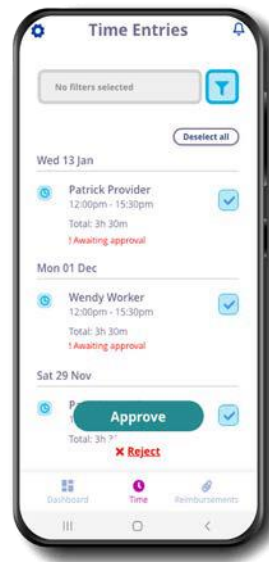 Time Entries
No filters selected
Deselect all
Wed 13 Jan
Patrick Provider
12:00pm - 15:30pm
Total: 3h 30m
! Awaiting approval
Mon 01 Dec
Wendy Worker
12:00pm - 15:30pm
Total: 3h 30m
! Awaiting approval
Sat 29 Nov
Approve
Total: 3h
Reject
Dashboard
Time
Reimbursements